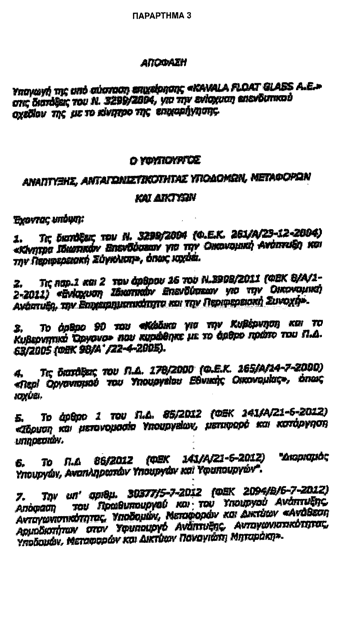 ΠΑΡΑΡΤΗΜΑ 3
ΑΠΟΦΑΣΗ
Υπαγωγή της υπό σύσταση επιχείρησης «KAVALA FLOAT GLASS A.E.»
στις διατάξεις του Ν. 3299/2004, για την ενίσχυση επενδυτικού
σχεδίου της με το κίνητρο της επιχορήγησης.
Ο ΥΦΥΠΟΥΡΓΟΣ
ΑΝΑΠΤΥΞΗΣ, ΑΝΤΑΓΩΝΙΣΤΙΚΟΤΗΤΑΣ ΥΠΟΔΟΜΩΝ, ΜΕΤΑΦΟΡΩΝ
ΚΑΙ ΔΙΚΤΥΩΝ
Έχοντας υπόψη:
1. Τις διατάξεις του Ν. 3299/2004 (Φ.Ε.Κ. 261/Α/23-12-2004)
«Κίνητρα Ιδιωτικών Επενδύσεων για την Οικονομική Ανάπτυξη και
την Περιφερειακή Σύγκλιση», όπως ισχύει.
2. Τις παρ.1 και 2 του άρθρου 16 του Ν.3908/2011 (ΦΕΚ 8/Α/1-
2-2011) «Ενίσχυση Ιδιωτικών Επενδύσεων για την Οικονομική
Ανάπτυξη, την Επιχειρηματικότητα και την Περιφερειακή Συνοχή».
3. Το άρθρο 90 του «Κώδικα για την Κυβέρνηση και τα
Κυβερνητικά Όργανα» που κυρώθηκε με το άρθρο πρώτο του Π.Δ.
63/2005 (ΦΕΚ 98/Α΄/22-4-2005).
4. Τις διατάξεις του Π.Δ. 178/2000 (Φ.Ε.Κ. 165/Α/14-7-2000)
«Περί Οργανισμού του Υπουργείου Εθνικής Οικονομίας», όπως
ισχύει.
5. Το άρθρο 1 του Π.Δ. 85/2012 (ΦΕΚ 141/Α/21-6-2012)
«Ίδρυση και μετονομασία Υπουργείων, μεταφορά και κατάργηση
υπηρεσιών.
6. Το Π.Δ 86/2012 (ΦΕΚ 141/Α/21-6-2012) "Διορισμός
Υπουργών, Αναπληρωτών Υπουργών και Υφυπουργών".
7. Την υπ' αριθμ. 30377/5-7-2012 (ΦΕΚ 2094/Β/6-7-2012)
Απόφαση του Πρωθυπουργού και του Υπουργού Ανάπτυξης,
Ανταγωνιστικότητας, Υποδομών, Μεταφορών και Δικτύων «Ανάθεση
Αρμοδιοτήτων στον Υφυπουργό Ανάπτυξης, Ανταγωνιστικότητας,
Υποδομών, Μεταφορών και Δικτύων Παναγιώτη Μηταράκη».